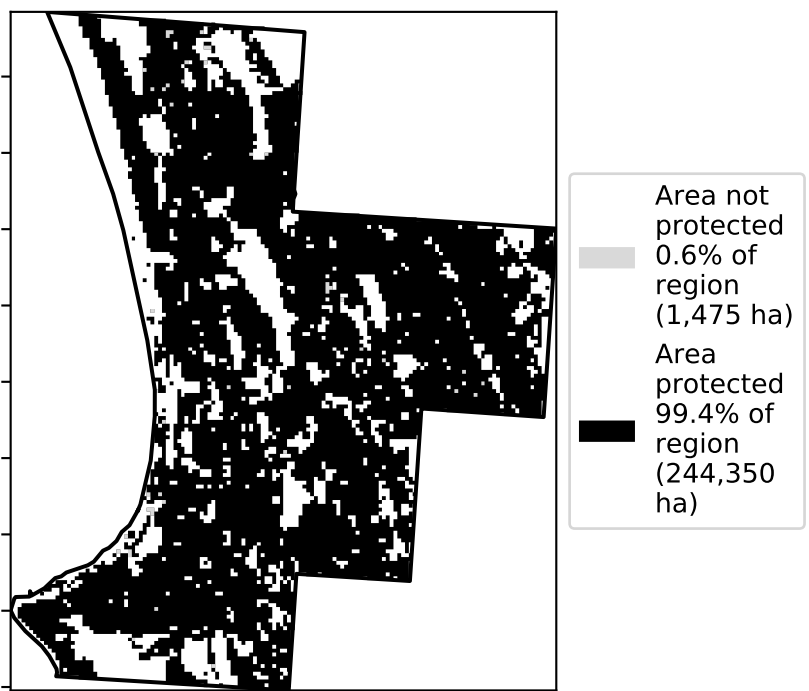 Area not
protected
0.6% of
region
(1,475 ha)
Area
protected
99.4% of
region
(244,350
ha)